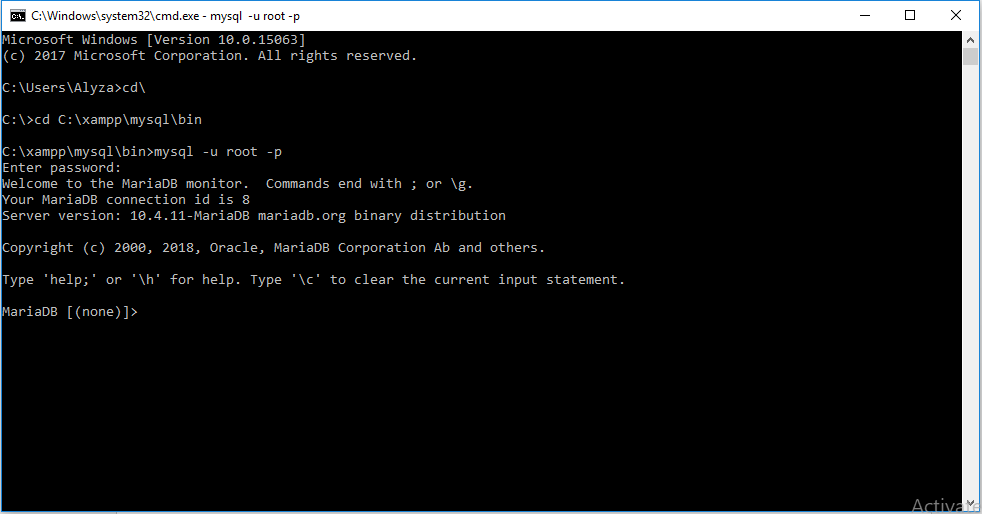 C:\Windows\system32\cmd.exe - mysql  -u root -p
Microsoft Windows [Version 10.0.15063]
(c) 2017 Microsoft Corporation. All rights reserved.
C:\Users\Alyza>cd\
C:\>cd C:\xampp\mysql\bin
C:\xampp\mysql\bin>mysql -u root -p
Enter password:
Welcome to the MariaDB monitor.  Commands end with ; or \g.
Your MariaDB connection id is 8
Server version: 10.4.11-MariaDB mariadb.org binary distribution
Copyright (c) 2000, 2018, Oracle, MariaDB Corporation Ab and others.
Type 'help;' or '\h' for help. Type '\c' to clear the current input statement.
MariaDB [(none)]>